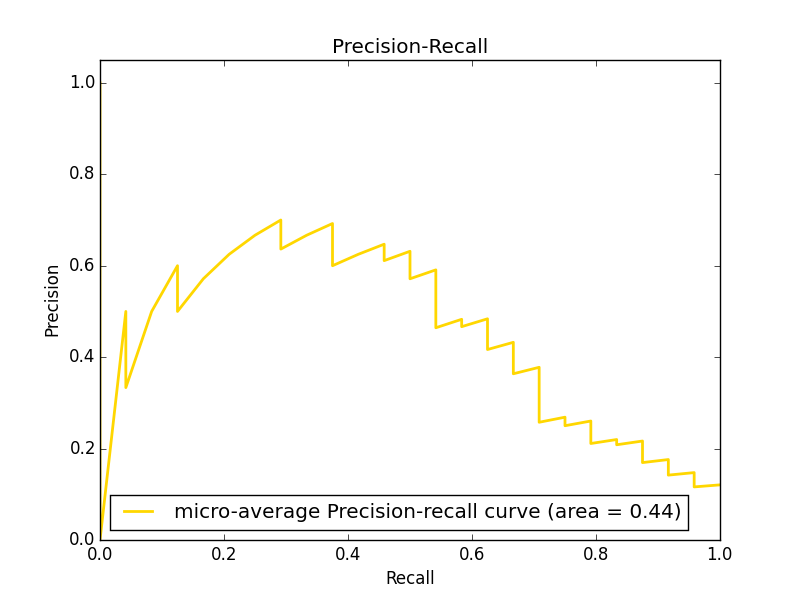 Precision-Recall
1.0
0.8
0.6
0.4
0.2
0.0
Precision
micro-average Precision-recall curve (area = 0.44)
0.0 0.2 0.4 0.6 0.8 1.0
Recall